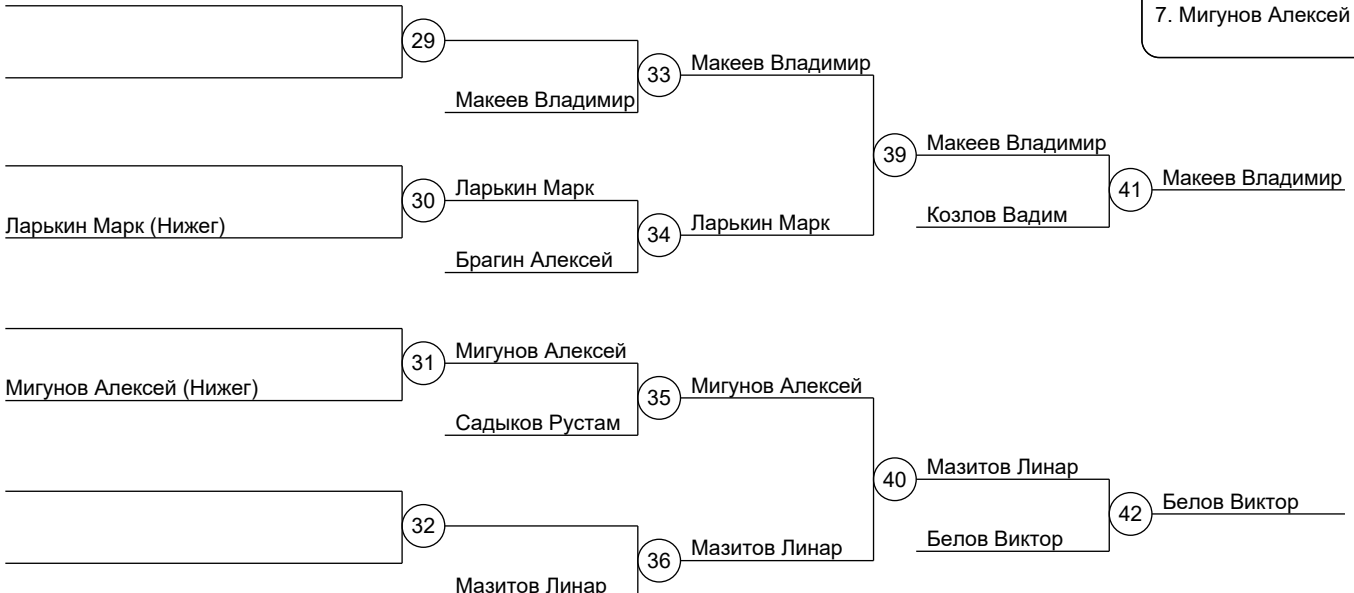 7. Мигунов Алексей
29
33
Макеев Владимир
Макеев Владимир
39
Макеев Владимир
41
Макеев Владимир
30
Ларькин Марк
Ларькин Марк (Нижег)
34
Ларькин Марк
Козлов Вадим
Брагин Алексей
31
Мигунов Алексей
Мигунов Алексей (Нижег)
35
Мигунов Алексей
Садыков Рустам
40
Мазитов Линар
42
Белов Виктор
32
36
Мазитов Линар
Белов Виктор
Мазитов Линар